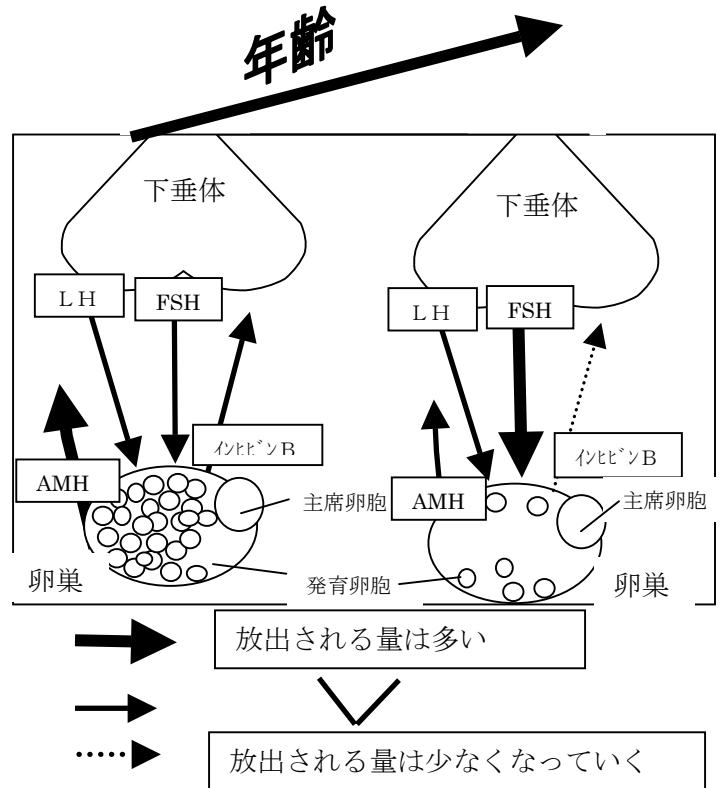 年齢
下垂体
下垂体
ＬＨ
FSH
ＬＨ
FSH
ｲﾝﾋﾋﾞﾝB
ｲﾝﾋﾋﾞﾝB
AMH
AMH
主席卵胞
主席卵胞
卵巣
発育卵胞
卵巣
放出される量は多い
放出される量は少なくなっていく